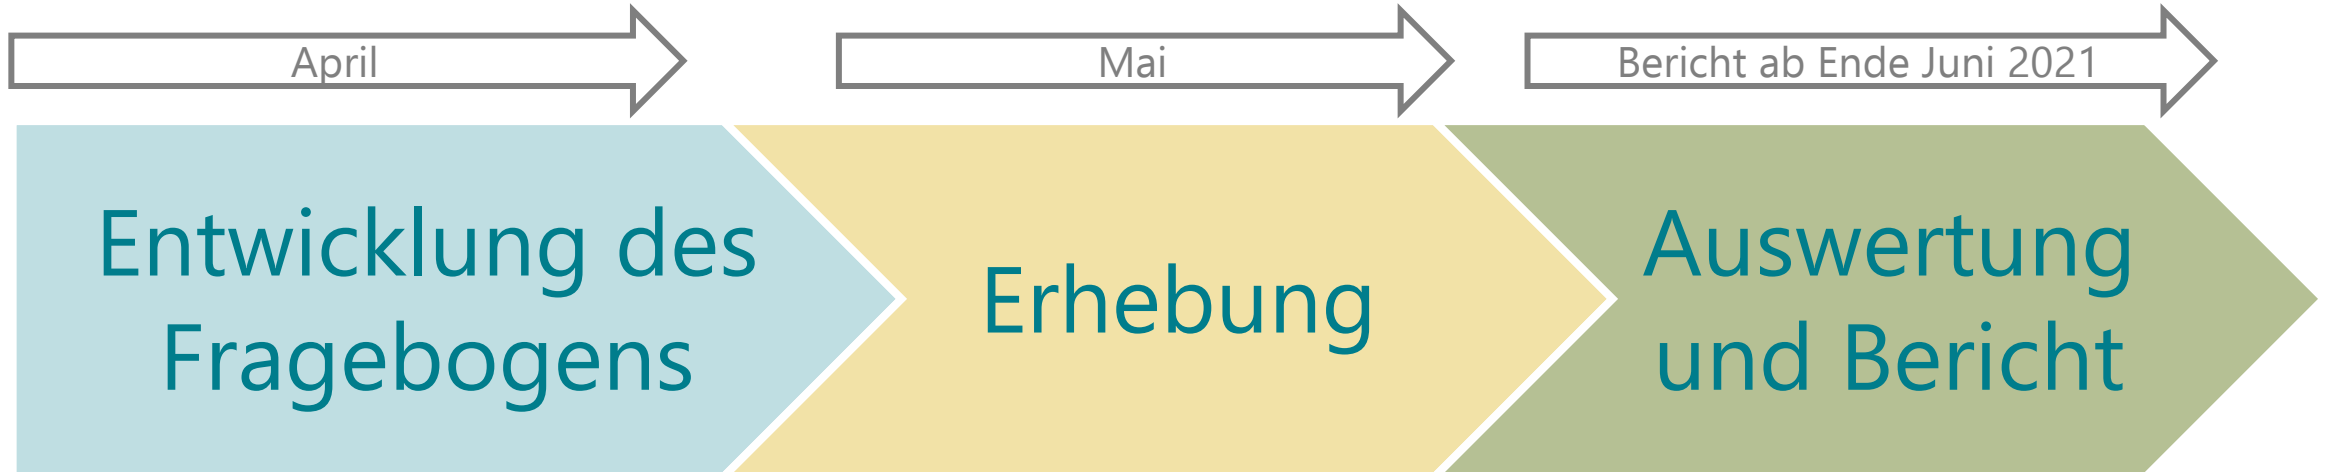 April
Mai
Bericht ab Ende Juni 2021
Entwicklung des
Fragebogens
Erhebung
Auswertung
und Bericht